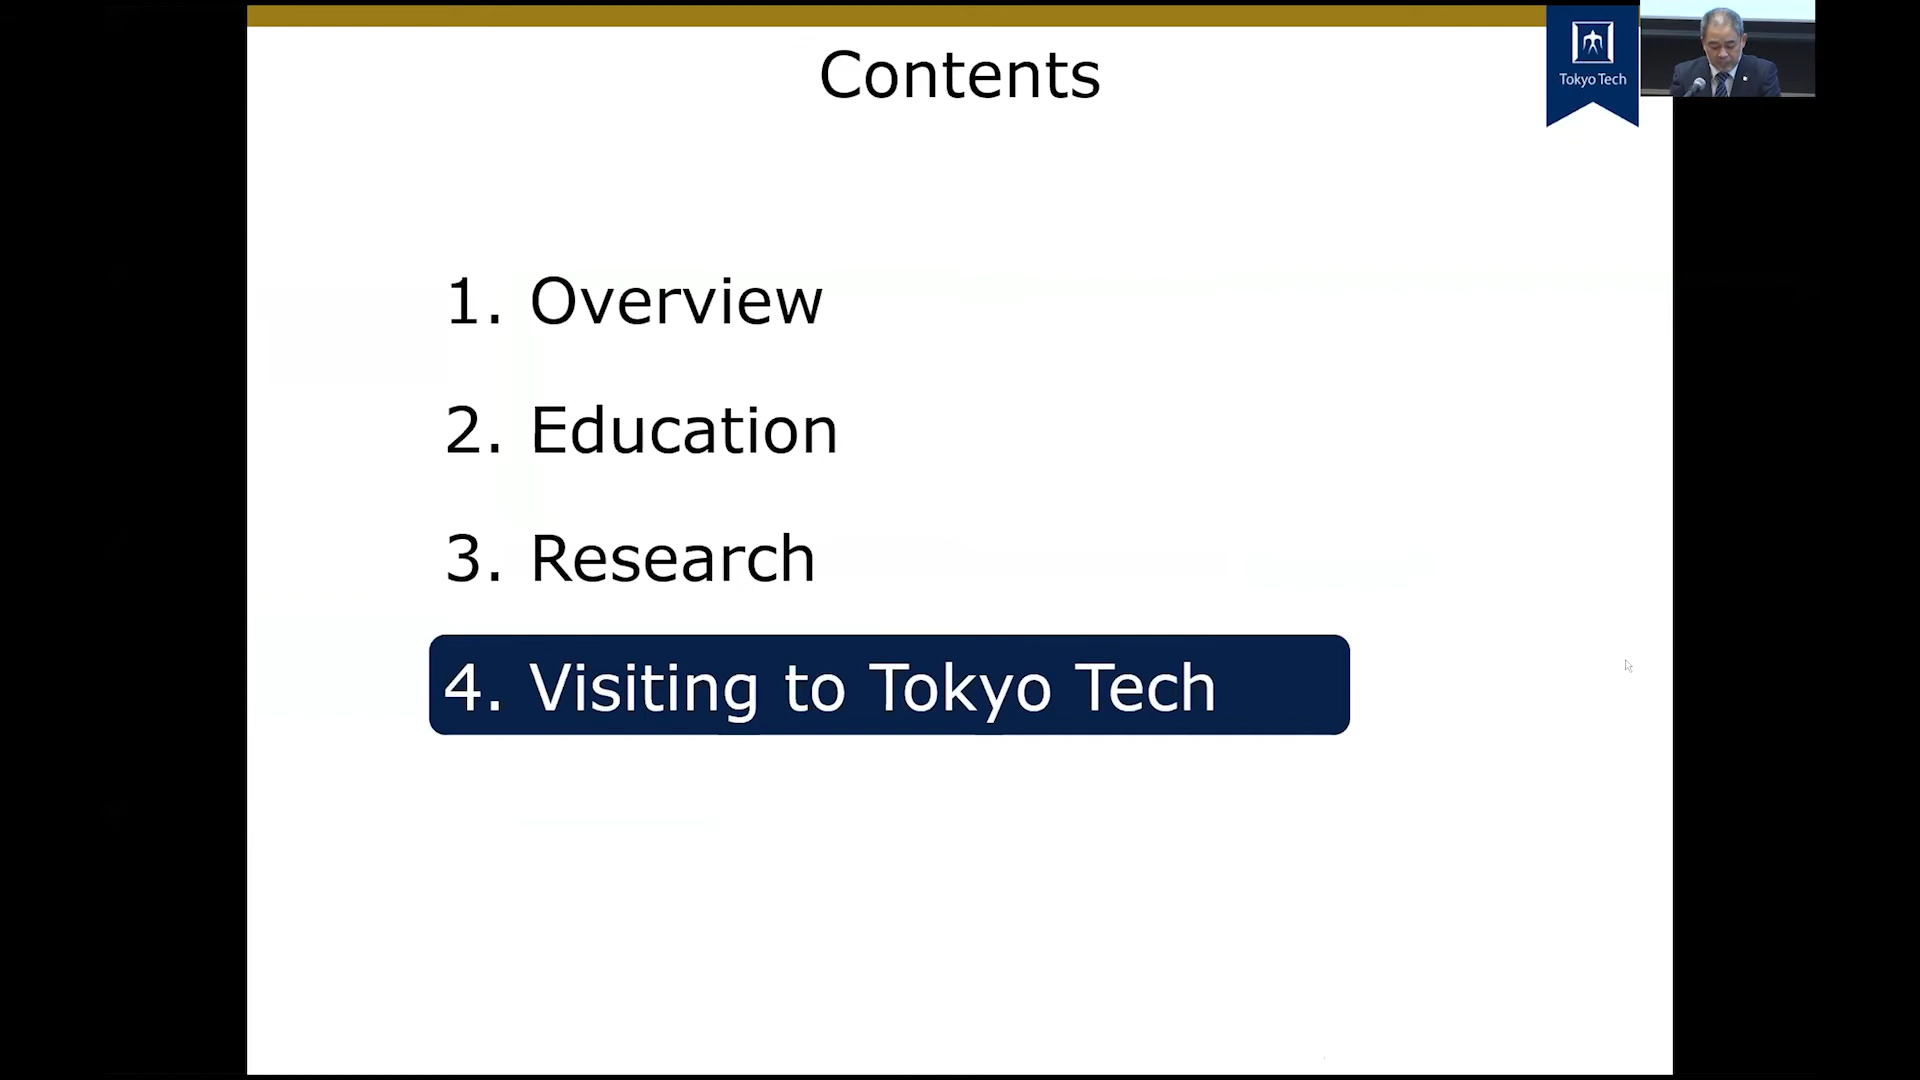 Contents
Tokyo Tech
1. Overview
2. Education
3. Research
4. Visiting to Tokyo Tech